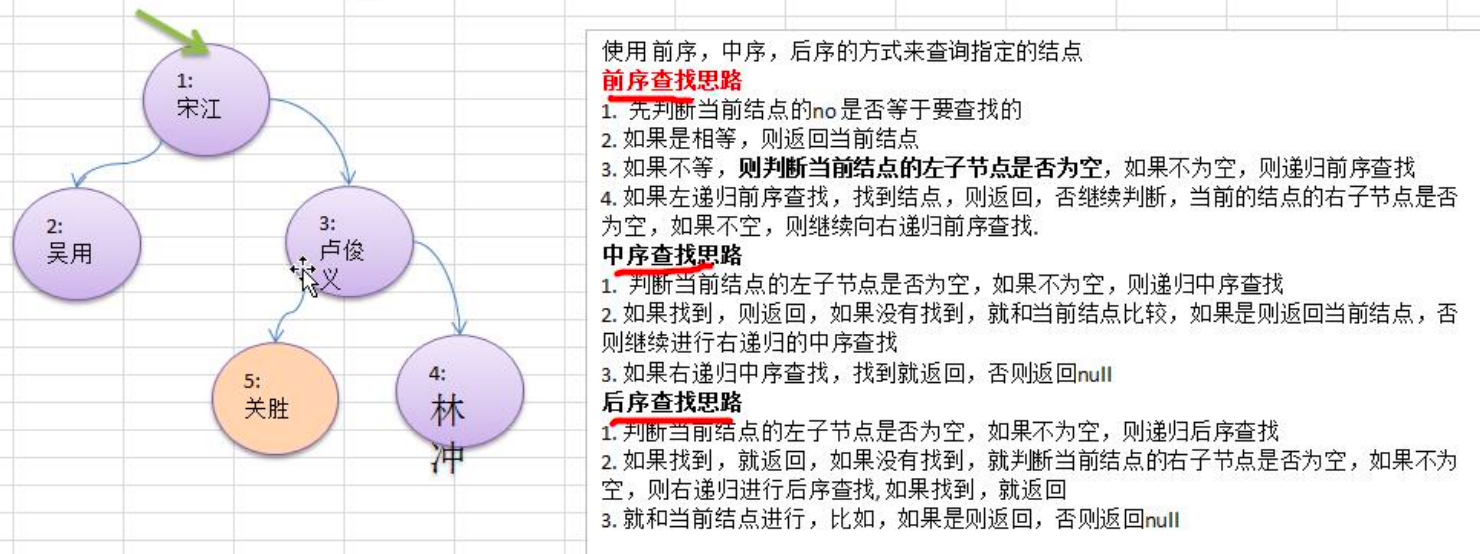 1:
宋江
2:
吴用
3:
卢俊
义
5:
关胜
4:
林
冲
使用前序，中序，后序的方式来查询指定的结点
前序查找思路
1. 先判断当前结点的no是否等于要查找的
2. 如果是相等，则返回当前结点
3. 如果不等，则判断当前结点的左子节点是否为空，如果不为空，则递归前序查找
4. 如果左递归前序查找，找到结点，则返回，否继续判断，当前的结点的右子节点是否
为空，如果不空，则继续向右递归前序查找.
中序查找思路
1. 判断当前结点的左子节点是否为空，如果不为空，则递归中序查找
2. 如果找到，则返回，如果没有找到，就和当前结点比较，如果是则返回当前结点，否
则继续进行右递归的中序查找
3. 如果右递归中序查找，找到就返回，否则返回null
后序查找思路
1. 判断当前结点的左子节点是否为空，如果不为空，则递归后序查找
2. 如果找到，就返回，如果没有找到，就判断当前结点的右子节点是否为空，如果不为
空，则右递归进行后序查找,如果找到，就返回
3. 就和当前结点进行，比如，如果是则返回，否则返回null